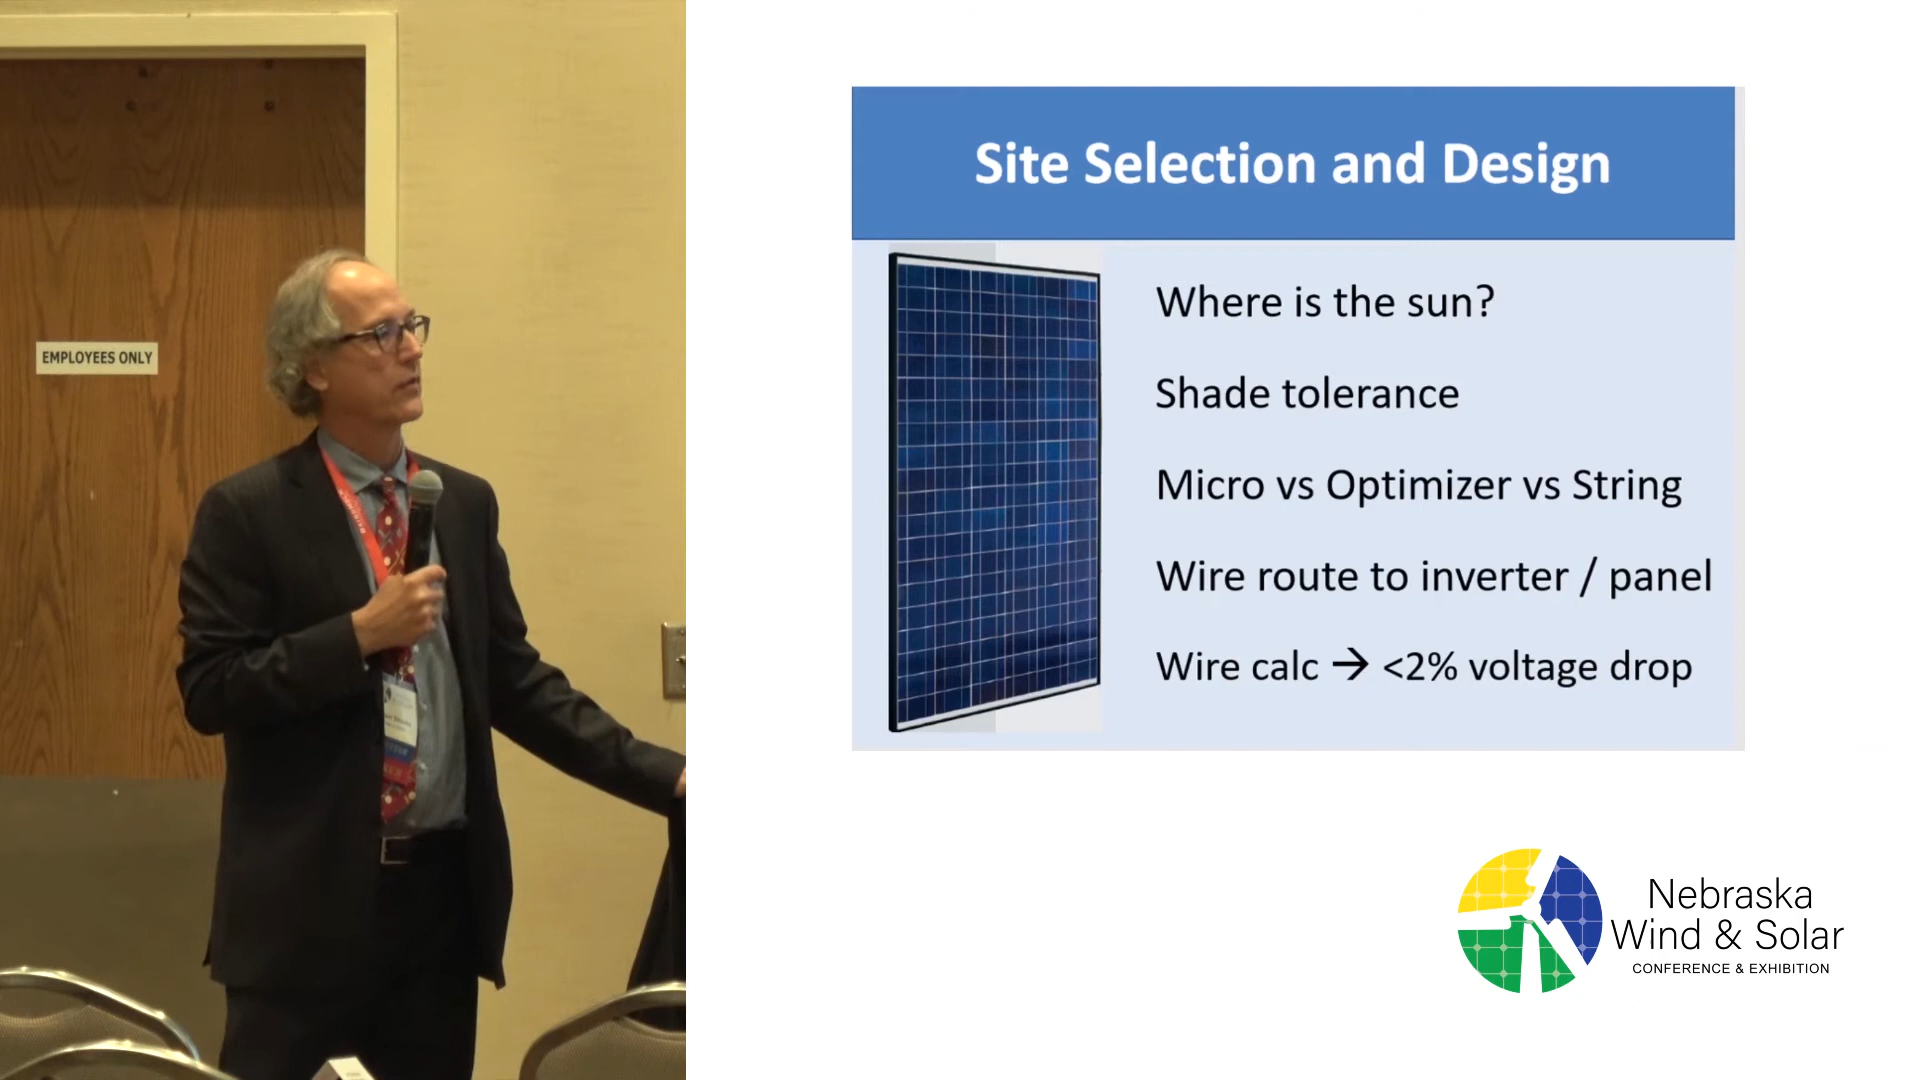 EMPLOYEES ONLY
Site Selection and Design
Where is the sun?
Shade tolerance
Micro vs Optimizer vs String
Wire route to inverter / panel
Wire calc → <2% voltage drop
Nebraska
Wind & Solar
CONFERENCE & EXHIBITION